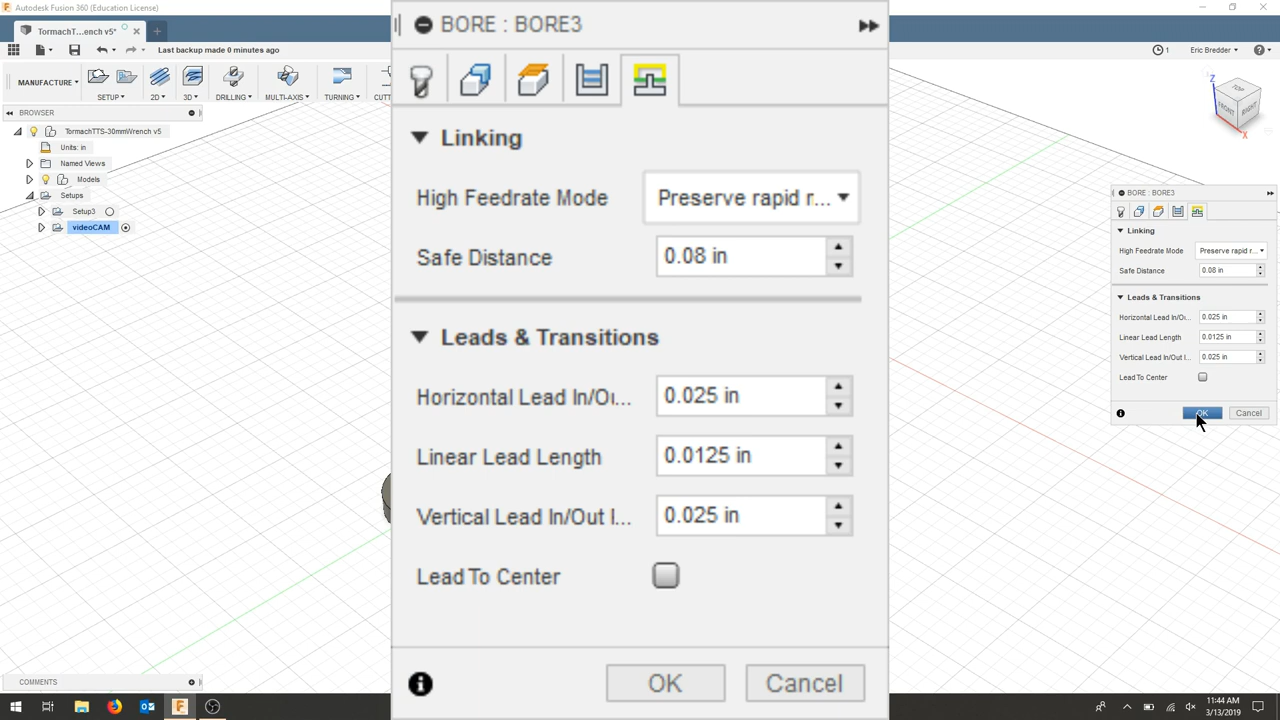 Autodesk Fusion 360 (Education License)
TormachT...ench v5*
Last backup made 0 minutes ago
1
Eric Bredder
MANUFACTURE
SETUP
2D
3D
DRILLING
MULTI-AXIS
TURNING
BROWSER
TormachTTS-30mmWrench v5
Units: in
Named Views
Models
Setups
Setup3
videoCAM
BORE : BORE3
Linking
High Feedrate Mode
Preserve rapid r...
Safe Distance
0.08 in
Leads & Transitions
Horizontal Lead In/Ou...
0.025 in
Linear Lead Length
0.0125 in
Vertical Lead In/Out I...
0.025 in
Lead To Center
OK
Cancel
Z
TOP
FRONT
RIGHT
X
BORE : BORE3
Linking
High Feedrate Mode
Preserve rapid r...
Safe Distance
0.08 in
Leads & Transitions
Horizontal Lead In/Ou...
0.025 in
Linear Lead Length
0.0125 in
Vertical Lead In/Out I...
0.025 in
Lead To Center
OK
Cancel
COMMENTS
11:44 AM
3/13/2019